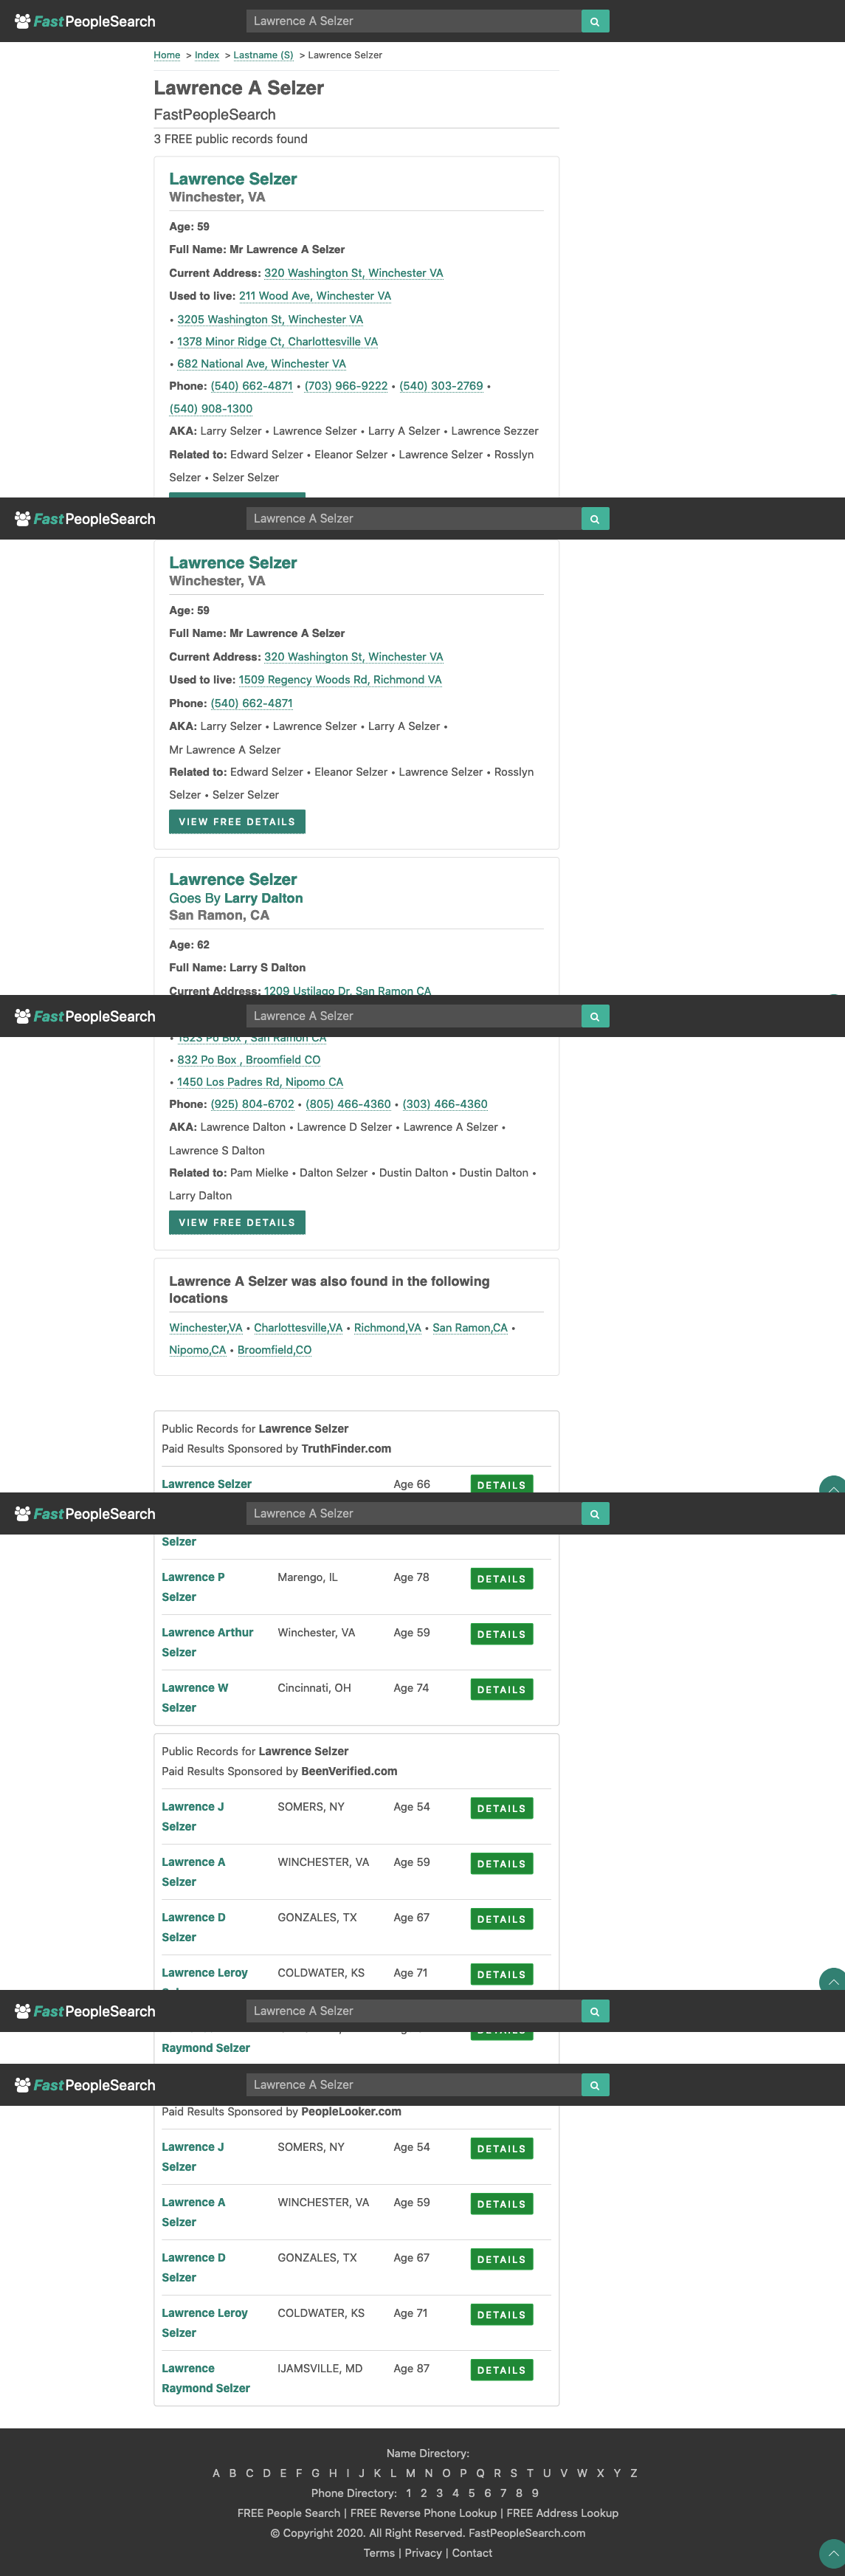 FastPeopleSearch
Lawrence A Selzer
Home > Index > Lastname (S) > Lawrence Selzer
Lawrence A Selzer
FastPeopleSearch
3 FREE public records found
Lawrence Selzer
Winchester, VA
Age: 59
Full Name: Mr Lawrence A Selzer
Current Address: 320 Washington St, Winchester VA
Used to live: 211 Wood Ave, Winchester VA
• 3205 Washington St, Winchester VA
• 1378 Minor Ridge Ct, Charlottesville VA
• 682 National Ave, Winchester VA
Phone: (540) 662-4871 • (703) 966-9222 • (540) 303-2769 •
(540) 908-1300
AKA: Larry Selzer • Lawrence Selzer • Larry A Selzer • Lawrence Sezzer
Related to: Edward Selzer • Eleanor Selzer • Lawrence Selzer • Rosslyn
Selzer • Selzer Selzer
FastPeopleSearch
Lawrence A Selzer
Lawrence Selzer
Winchester, VA
Age: 59
Full Name: Mr Lawrence A Selzer
Current Address: 320 Washington St, Winchester VA
Used to live: 1509 Regency Woods Rd, Richmond VA
Phone: (540) 662-4871
AKA: Larry Selzer • Lawrence Selzer • Larry A Selzer •
Mr Lawrence A Selzer
Related to: Edward Selzer • Eleanor Selzer • Lawrence Selzer • Rosslyn
Selzer • Selzer Selzer
VIEW FREE DETAILS
Lawrence Selzer
Goes By Larry Dalton
San Ramon, CA
Age: 62
Full Name: Larry S Dalton
Current Address: 1209 Ustilago Dr, San Ramon CA
FastPeopleSearch
Lawrence A Selzer
• 1523 Po Box , San Ramon CA
• 832 Po Box , Broomfield CO
• 1450 Los Padres Rd, Nipomo CA
Phone: (925) 804-6702 • (805) 466-4360 • (303) 466-4360
AKA: Lawrence Dalton • Lawrence D Selzer • Lawrence A Selzer •
Lawrence S Dalton
Related to: Pam Mielke • Dalton Selzer • Dustin Dalton • Dustin Dalton •
Larry Dalton
VIEW FREE DETAILS
Lawrence A Selzer was also found in the following
locations
Winchester,VA • Charlottesville,VA • Richmond,VA • San Ramon,CA •
Nipomo,CA • Broomfield,CO
Public Records for Lawrence Selzer
Paid Results Sponsored by TruthFinder.com
Lawrence Selzer Age 66 DETAILS
FastPeopleSearch
Lawrence A Selzer
Selzer
Lawrence P Marengo, IL Age 78 DETAILS
Selzer
Lawrence Arthur Winchester, VA Age 59 DETAILS
Selzer
Lawrence W Cincinnati, OH Age 74 DETAILS
Selzer
Public Records for Lawrence Selzer
Paid Results Sponsored by BeenVerified.com
Lawrence J SOMERS, NY Age 54 DETAILS
Selzer
Lawrence A WINCHESTER, VA Age 59 DETAILS
Selzer
Lawrence D GONZALES, TX Age 67 DETAILS
Selzer
Lawrence Leroy COLDWATER, KS Age 71 DETAILS
FastPeopleSearch
Lawrence A Selzer
DETAILS
Raymond Selzer
FastPeopleSearch
Lawrence A Selzer
Paid Results Sponsored by PeopleLooker.com
Lawrence J SOMERS, NY Age 54 DETAILS
Selzer
Lawrence A WINCHESTER, VA Age 59 DETAILS
Selzer
Lawrence D GONZALES, TX Age 67 DETAILS
Selzer
Lawrence Leroy COLDWATER, KS Age 71 DETAILS
Selzer
Lawrence IJAMSVILLE, MD Age 87 DETAILS
Raymond Selzer
Name Directory:
A B C D E F G H I J K L M N O P Q R S T U V W X Y Z
Phone Directory: 1 2 3 4 5 6 7 8 9
FREE People Search | FREE Reverse Phone Lookup | FREE Address Lookup
© Copyright 2020. All Right Reserved. FastPeopleSearch.com
Terms | Privacy | Contact